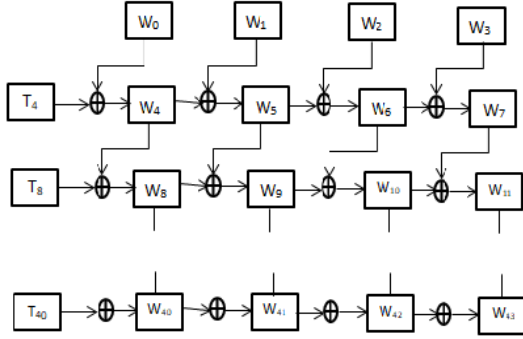 W₀ W₁ W₂ W₃
T₄ W₄ W₅ W₆ W₇
T₈ W₈ W₉ W₁₀ W₁₁
T₄₀ W₄₀ W₄₁ W₄₂ W₄₃